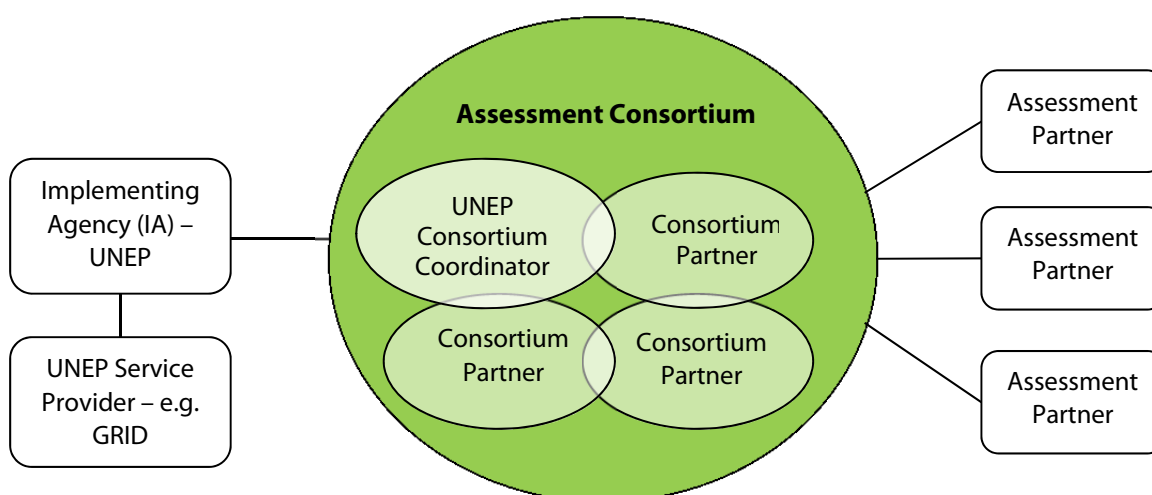 Assessment Consortium
Implementing
Agency (IA) –
UNEP
UNEP Service
Provider – e.g.
GRID
UNEP
Consortium
Coordinator
Consortium
Partner
Consortium
Partner
Consortium
Partner
Assessment
Partner
Assessment
Partner
Assessment
Partner